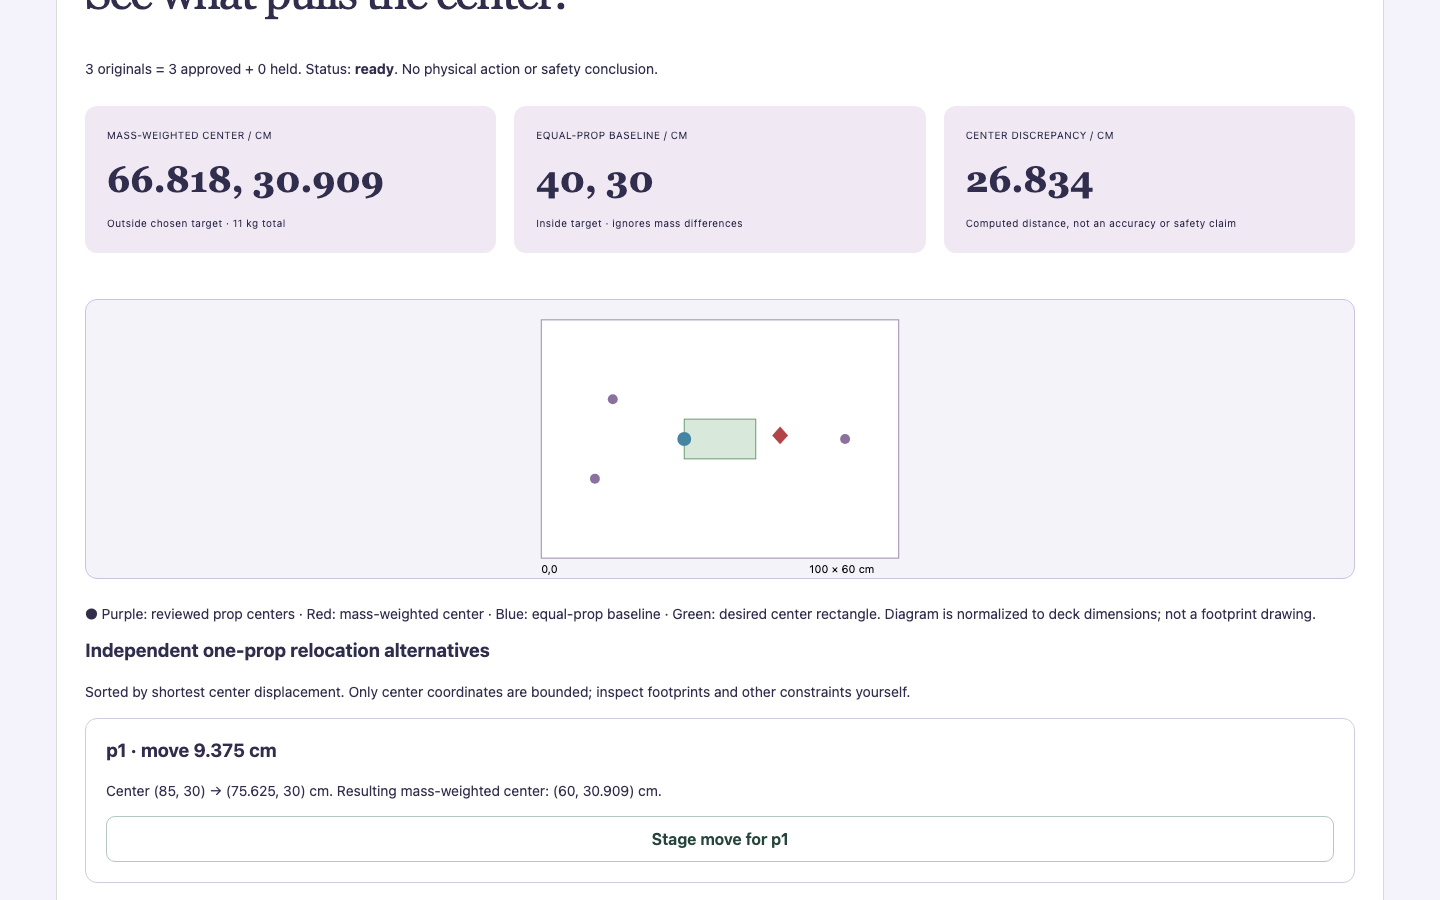 See what pulls the center.
3 originals = 3 approved + 0 held. Status: ready. No physical action or safety conclusion.
MASS-WEIGHTED CENTER / CM
66.818, 30.909
Outside chosen target · 11 kg total
EQUAL-PROP BASELINE / CM
40, 30
Inside target · ignores mass differences
CENTER DISCREPANCY / CM
26.834
Computed distance, not an accuracy or safety claim
0,0
100 × 60 cm
● Purple: reviewed prop centers · Red: mass-weighted center · Blue: equal-prop baseline · Green: desired center rectangle. Diagram is normalized to deck dimensions; not a footprint drawing.
Independent one-prop relocation alternatives
Sorted by shortest center displacement. Only center coordinates are bounded; inspect footprints and other constraints yourself.
p1 · move 9.375 cm
Center (85, 30) → (75.625, 30) cm. Resulting mass-weighted center: (60, 30.909) cm.
Stage move for p1